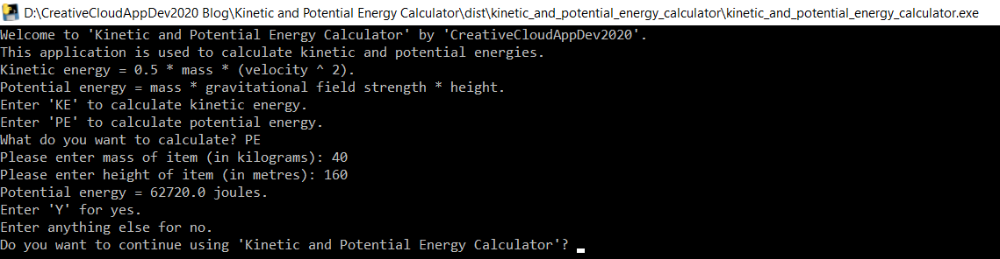 D:\CreativeCloudAppDev2020 Blog\Kinetic and Potential Energy Calculator\dist\kinetic_and_potential_energy_calculator\kinetic_and_potential_energy_calculator.exe
Welcome to 'Kinetic and Potential Energy Calculator' by 'CreativeCloudAppDev2020'.
This application is used to calculate kinetic and potential energies.
Kinetic energy = 0.5 * mass * (velocity ^ 2).
Potential energy = mass * gravitational field strength * height.
Enter 'KE' to calculate kinetic energy.
Enter 'PE' to calculate potential energy.
What do you want to calculate? PE
Please enter mass of item (in kilograms): 40
Please enter height of item (in metres): 160
Potential energy = 62720.0 joules.
Enter 'Y' for yes.
Enter anything else for no.
Do you want to continue using 'Kinetic and Potential Energy Calculator'?